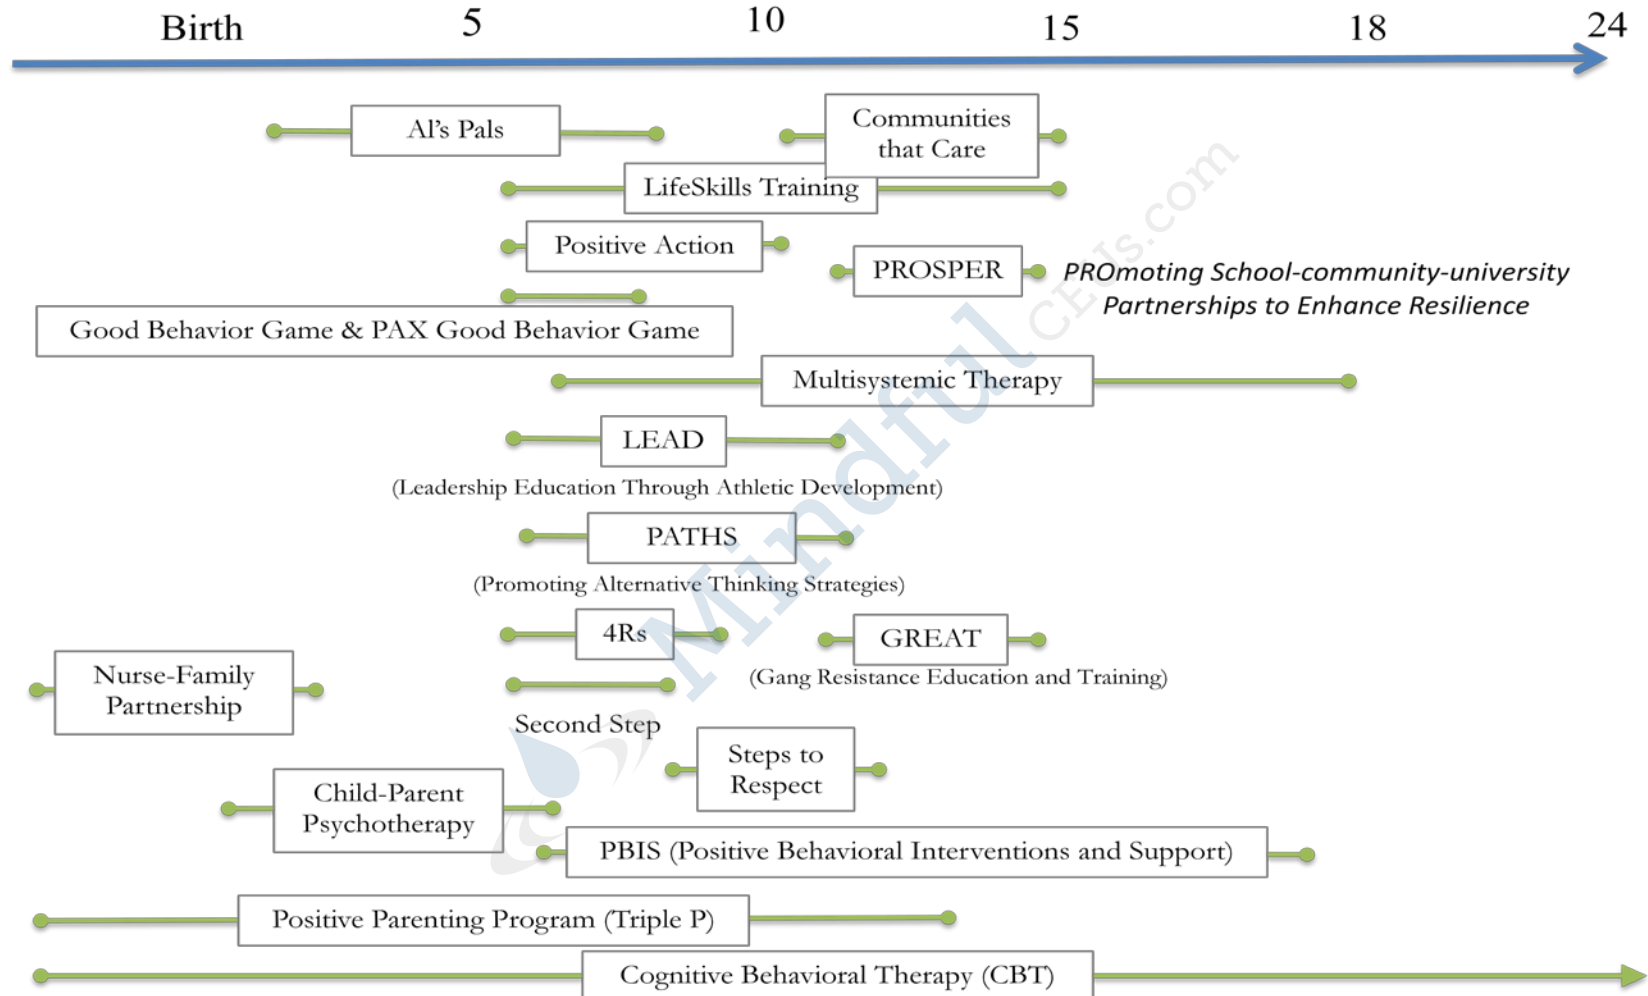 Birth 5 10 15 18 24
Al's Pals
Communities
that Care
LifeSkills Training
Positive Action
PROSPER
PROmoting School-community-university
Partnerships to Enhance Resilience
Good Behavior Game & PAX Good Behavior Game
Multisystemic Therapy
LEAD
(Leadership Education Through Athletic Development)
PATHS
(Promoting Alternative Thinking Strategies)
4Rs
GREAT
(Gang Resistance Education and Training)
Nurse-Family
Partnership
Second Step
Steps to
Respect
Child-Parent
Psychotherapy
PBIS (Positive Behavioral Interventions and Support)
Positive Parenting Program (Triple P)
Cognitive Behavioral Therapy (CBT)
Mindful CEUs.com